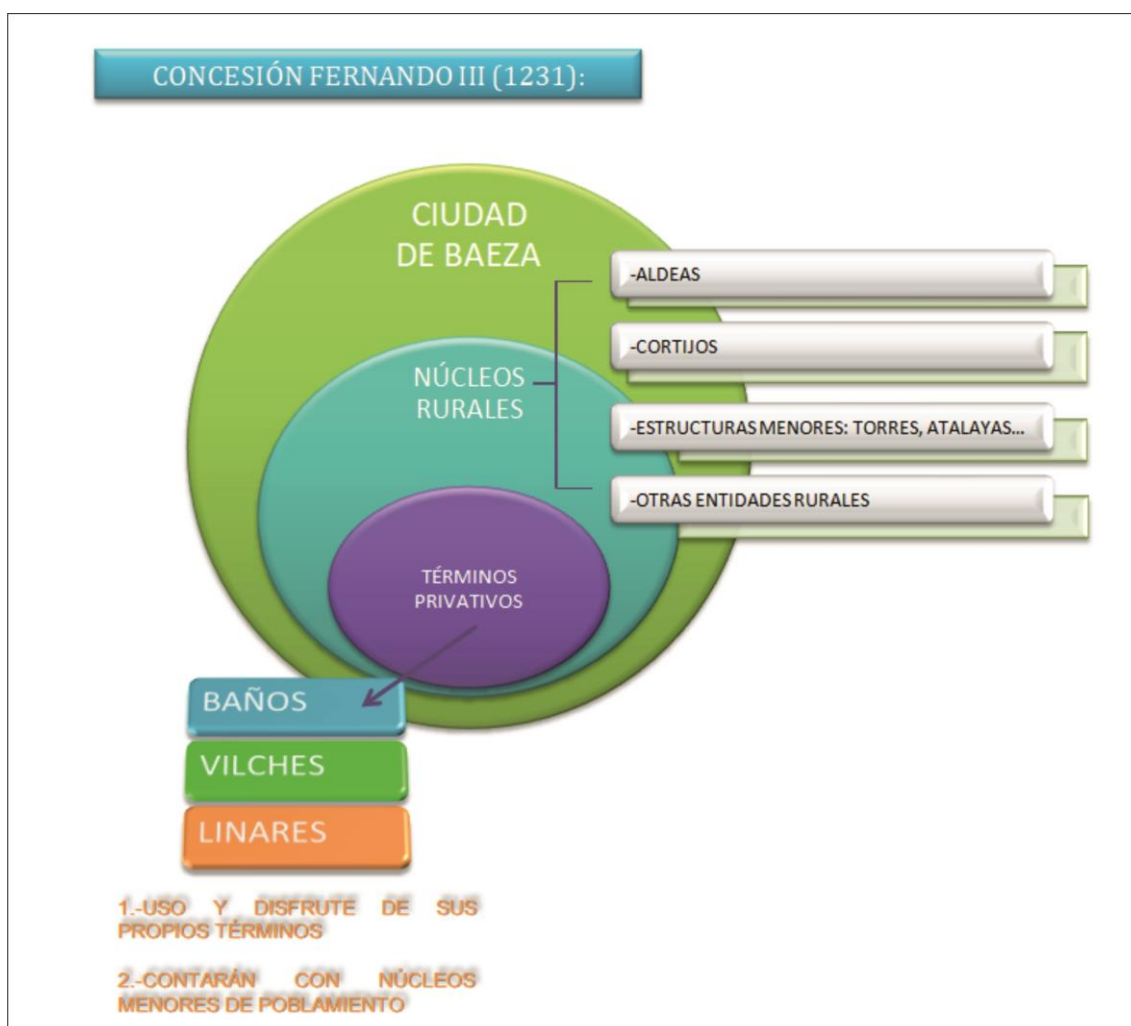 CONCESIÓN FERNANDO III (1231):
CIUDAD
DE BAEZA
-ALDEAS
-CORTIJOS
NÚCLEOS
RURALES
-ESTRUCTURAS MENORES: TORRES, ATALAYAS...
-OTRAS ENTIDADES RURALES
TÉRMINOS
PRIVATIVOS
BAÑOS
VILCHES
LINARES
1.-USO Y DISFRUTE DE SUS
PROPIOS TÉRMINOS
2.-CONTARÁN CON NÚCLEOS
MENORES DE POBLAMIENTO